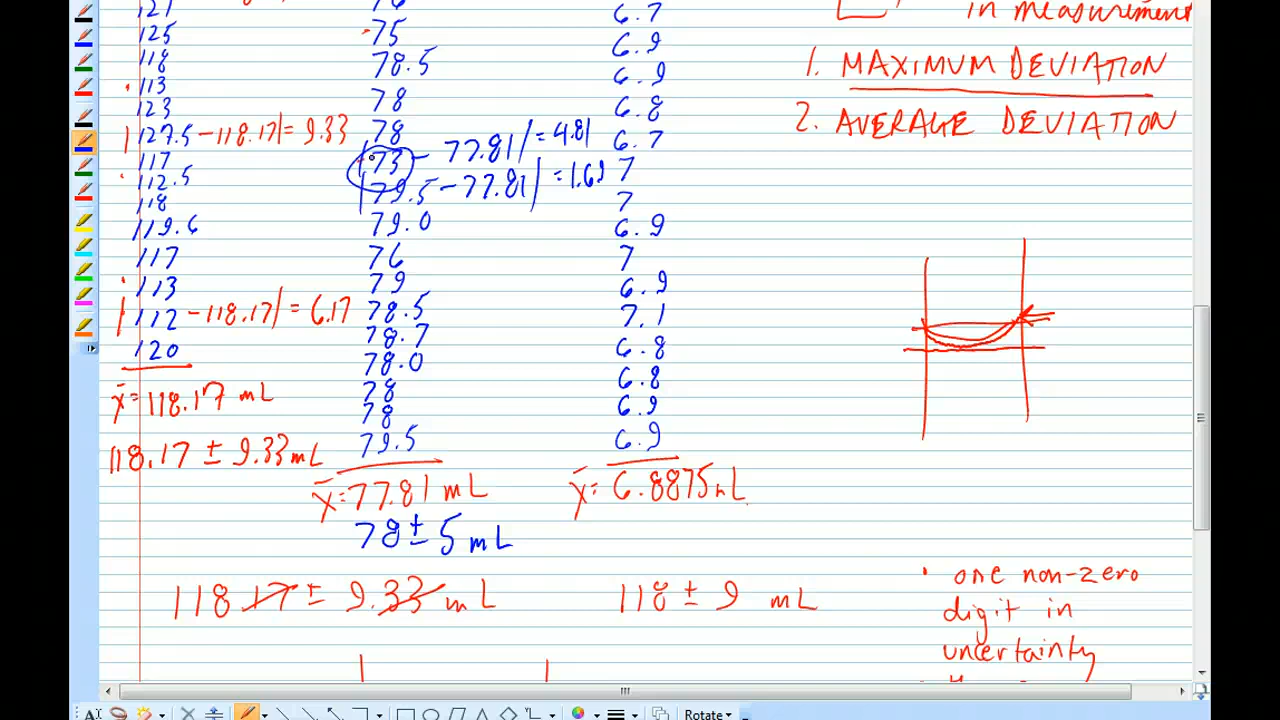 121
125
118
113
123
|127.5 -118.17| = 9.33
117
112.5
118
119.6
117
113
|112 -118.17| = 6.17
120
x̄= 118.17 mL
118.17 ± 9.33 mL
76
75
78.5
78
78
|73 - 77.81| = 4.81
|79.5 - 77.81| = 1.69
79.0
76
79
78.5
78.7
78.0
78
78
79.5
x̄= 77.81 mL
78 ± 5 mL
6.7
6.9
6.9
6.8
6.7
7
7
6.9
7
6.9
7.1
6.8
6.8
6.9
6.9
x̄= 6.8875 mL
in measurement
1. MAXIMUM DEVIATION
2. AVERAGE DEVIATION
118.17 ± 9.33 mL
118 ± 9 mL
• one non-zero
digit in
uncertainty
Rotate